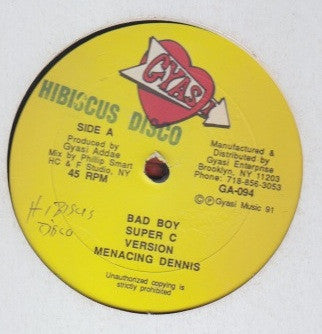 GYASI
HIBISCUS DISCO
SIDE A
Produced by
Gyasi Addae
Mix by Phillip Smart
HC & F Studio, NY
45 RPM
Manufactured &
Distributed by
Gyasi Enterprise
Brooklyn, NY 11203
Phone: 718-856-3053
GA-094
©Ⓟ Gyasi Music 91
HIBISCIS
DISCO
BAD BOY
SUPER C
VERSION
MENACING DENNIS
Unauthorized copying is
strictly prohibited